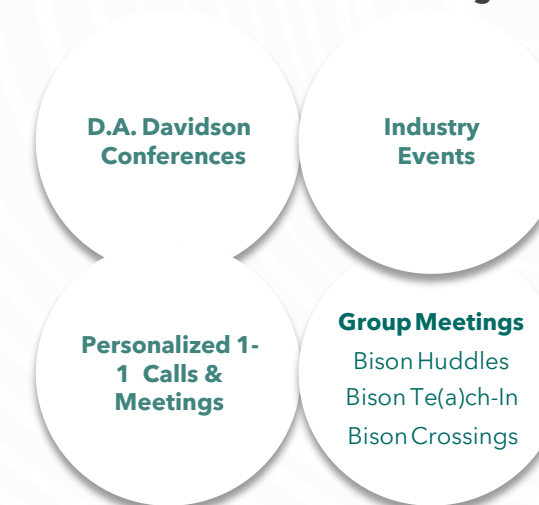 D.A. Davidson
Conferences
Industry
Events
Personalized 1-
1 Calls &
Meetings
Group Meetings
Bison Huddles
Bison Te(a)ch-In
Bison Crossings